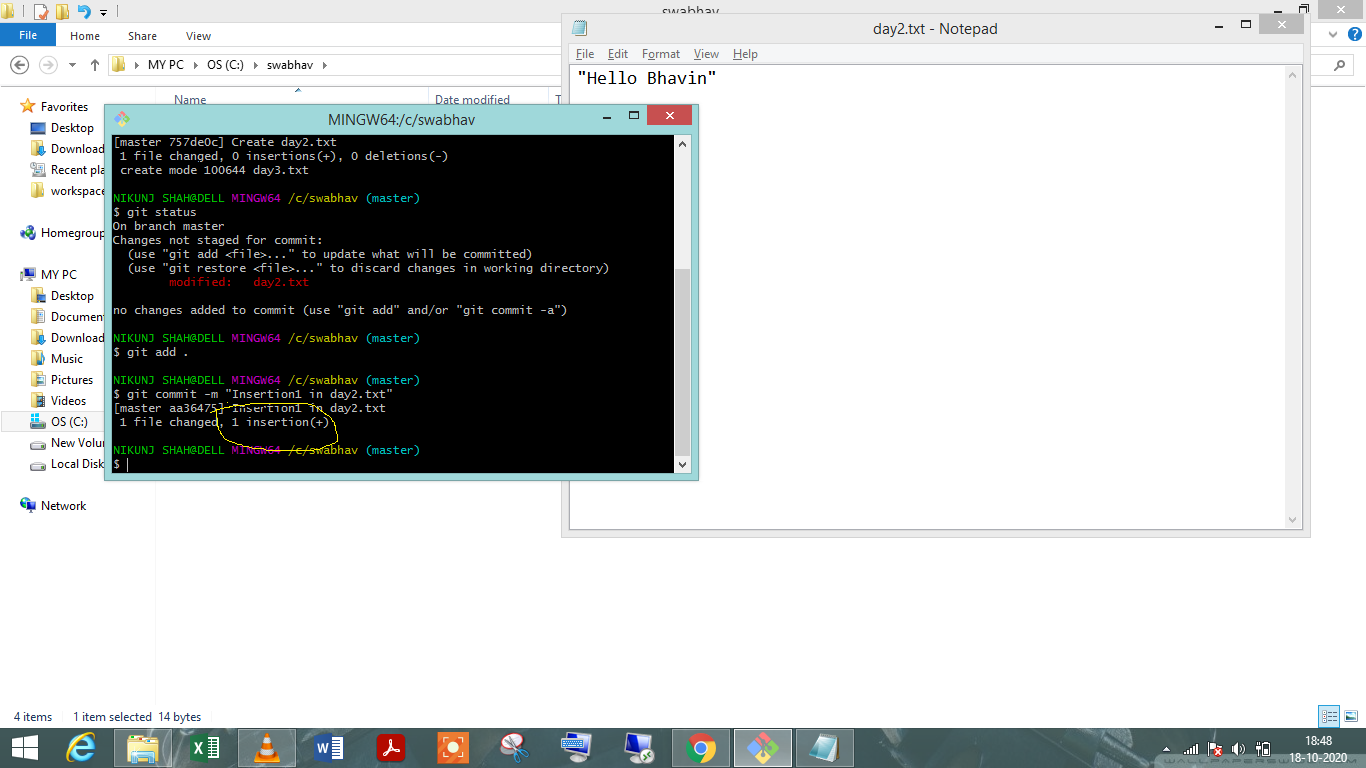 swabhav
File
Home
Share
View
MY PC
OS (C:)
swabhav
Name
Date modified
T
Favorites
Desktop
Download
Recent pla
workspace
Homegroup
MY PC
Desktop
Documen
Download
Music
Pictures
Videos
OS (C:)
New Volu
Local Disk
Network
4 items
1 item selected 14 bytes
day2.txt - Notepad
File Edit Format View Help
"Hello Bhavin"
MINGW64:/c/swabhav
[master 757de0c] Create day2.txt
1 file changed, 0 insertions(+), 0 deletions(-)
create mode 100644 day3.txt
NIKUNJ SHAH@DELL MINGW64 /c/swabhav (master)
$ git status
On branch master
Changes not staged for commit:
(use "git add <file>..." to update what will be committed)
(use "git restore <file>..." to discard changes in working directory)
modified: day2.txt
no changes added to commit (use "git add" and/or "git commit -a")
NIKUNJ SHAH@DELL MINGW64 /c/swabhav (master)
$ git add .
NIKUNJ SHAH@DELL MINGW64 /c/swabhav (master)
$ git commit -m "Insertion1 in day2.txt"
[master aa36475] Insertion1 in day2.txt
1 file changed, 1 insertion(+)
NIKUNJ SHAH@DELL MINGW64 /c/swabhav (master)
$
18:48
18-10-2020